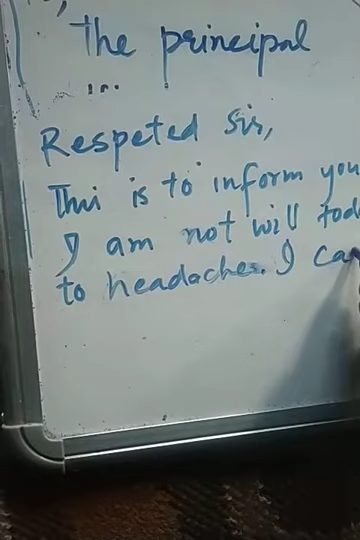 The principal
...
Respeted Sir,
This is to inform you
I am not will tod
to headaches. I ca